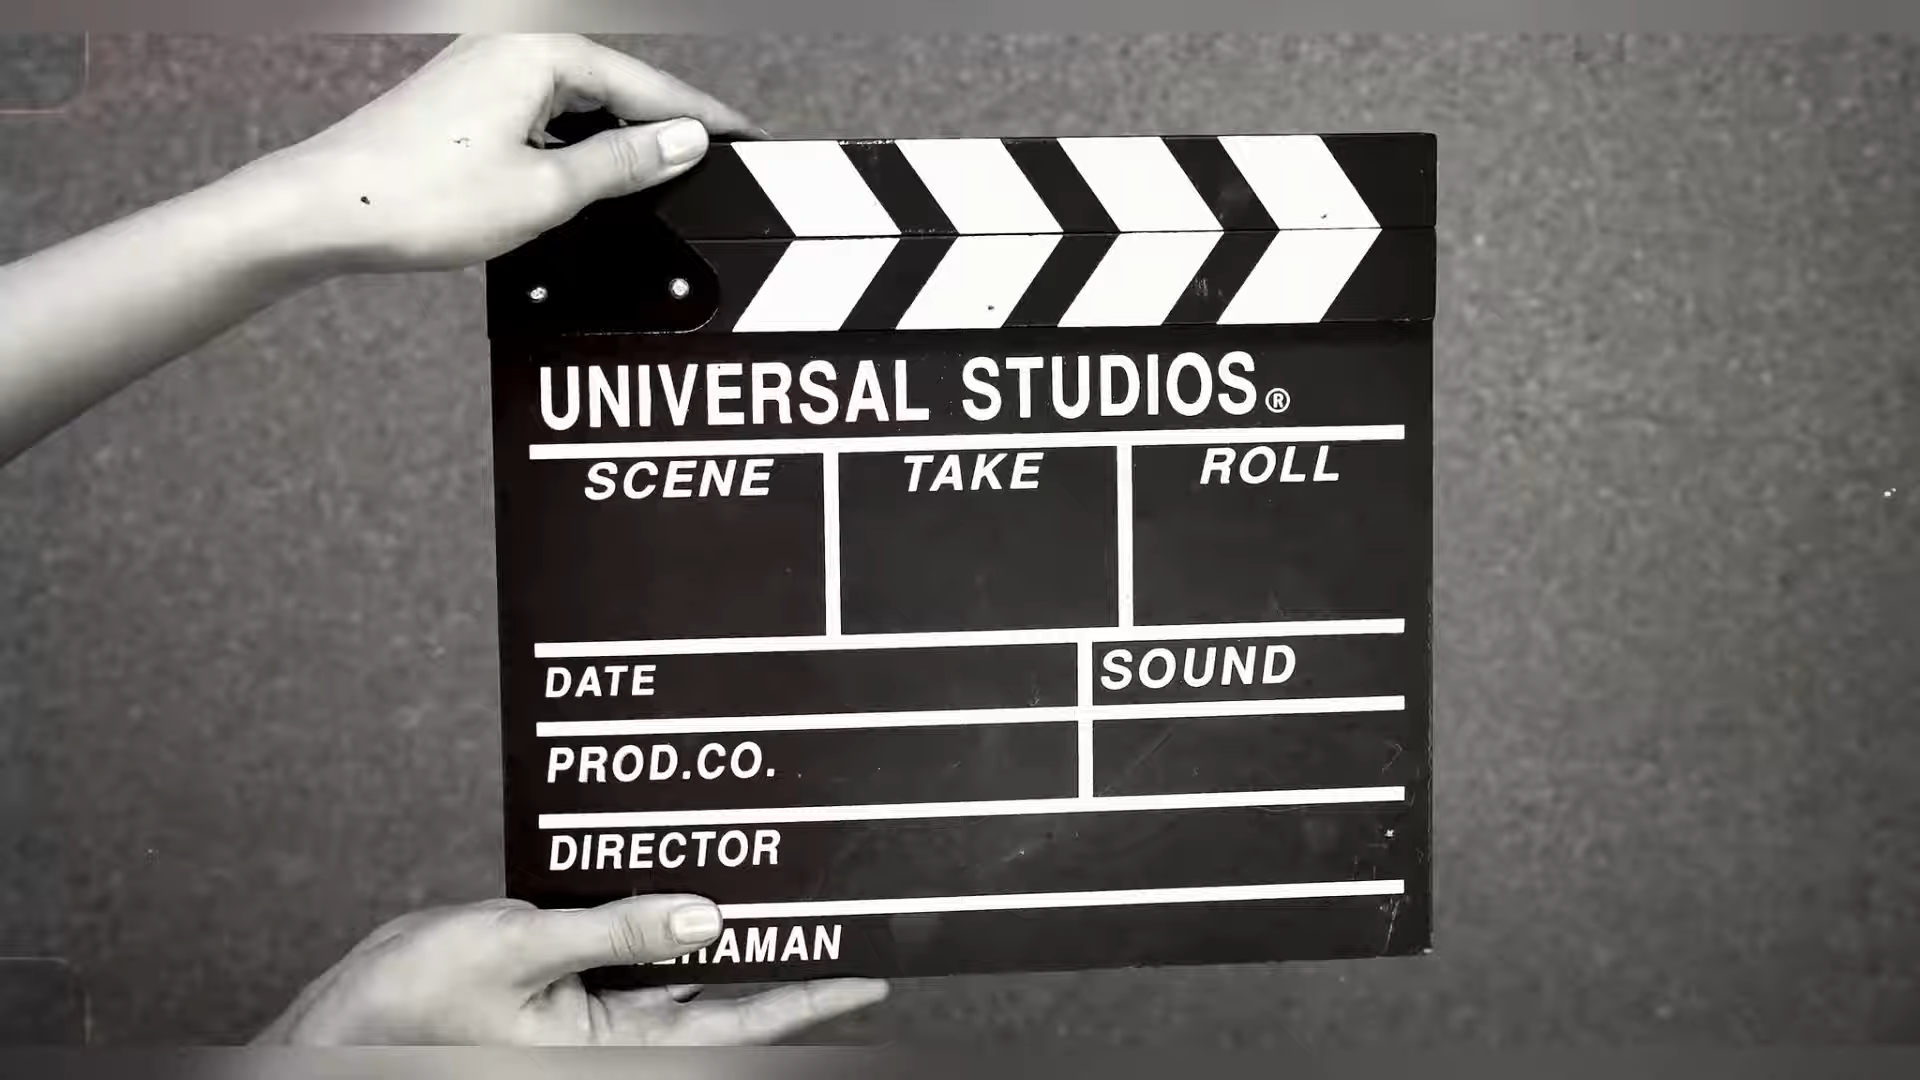 UNIVERSAL STUDIOS®
SCENE TAKE ROLL
DATE SOUND
PROD.CO.
DIRECTOR